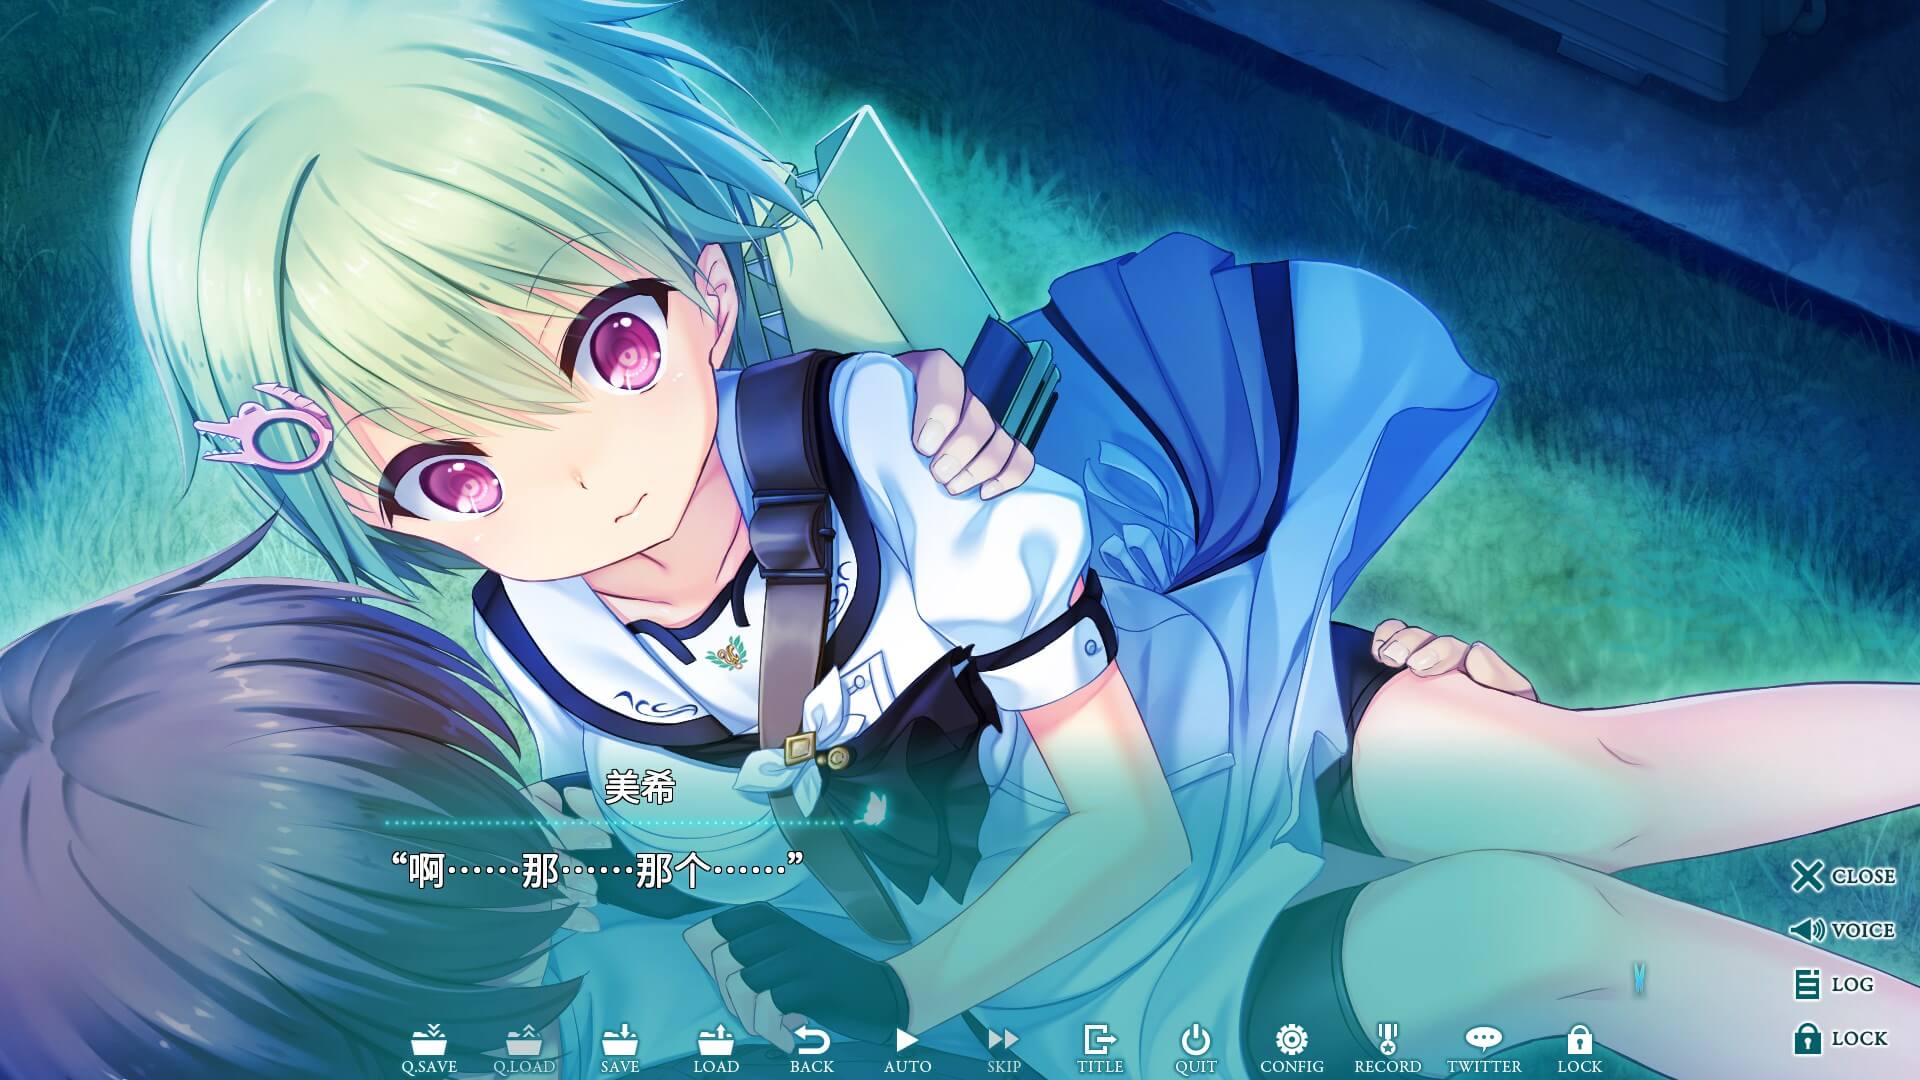 美希
“啊……那……那个……”
CLOSE
VOICE
LOG
LOCK
Q.SAVE
Q.LOAD
SAVE
LOAD
BACK
AUTO
SKIP
TITLE
QUIT
CONFIG
RECORD
TWITTER
LOCK